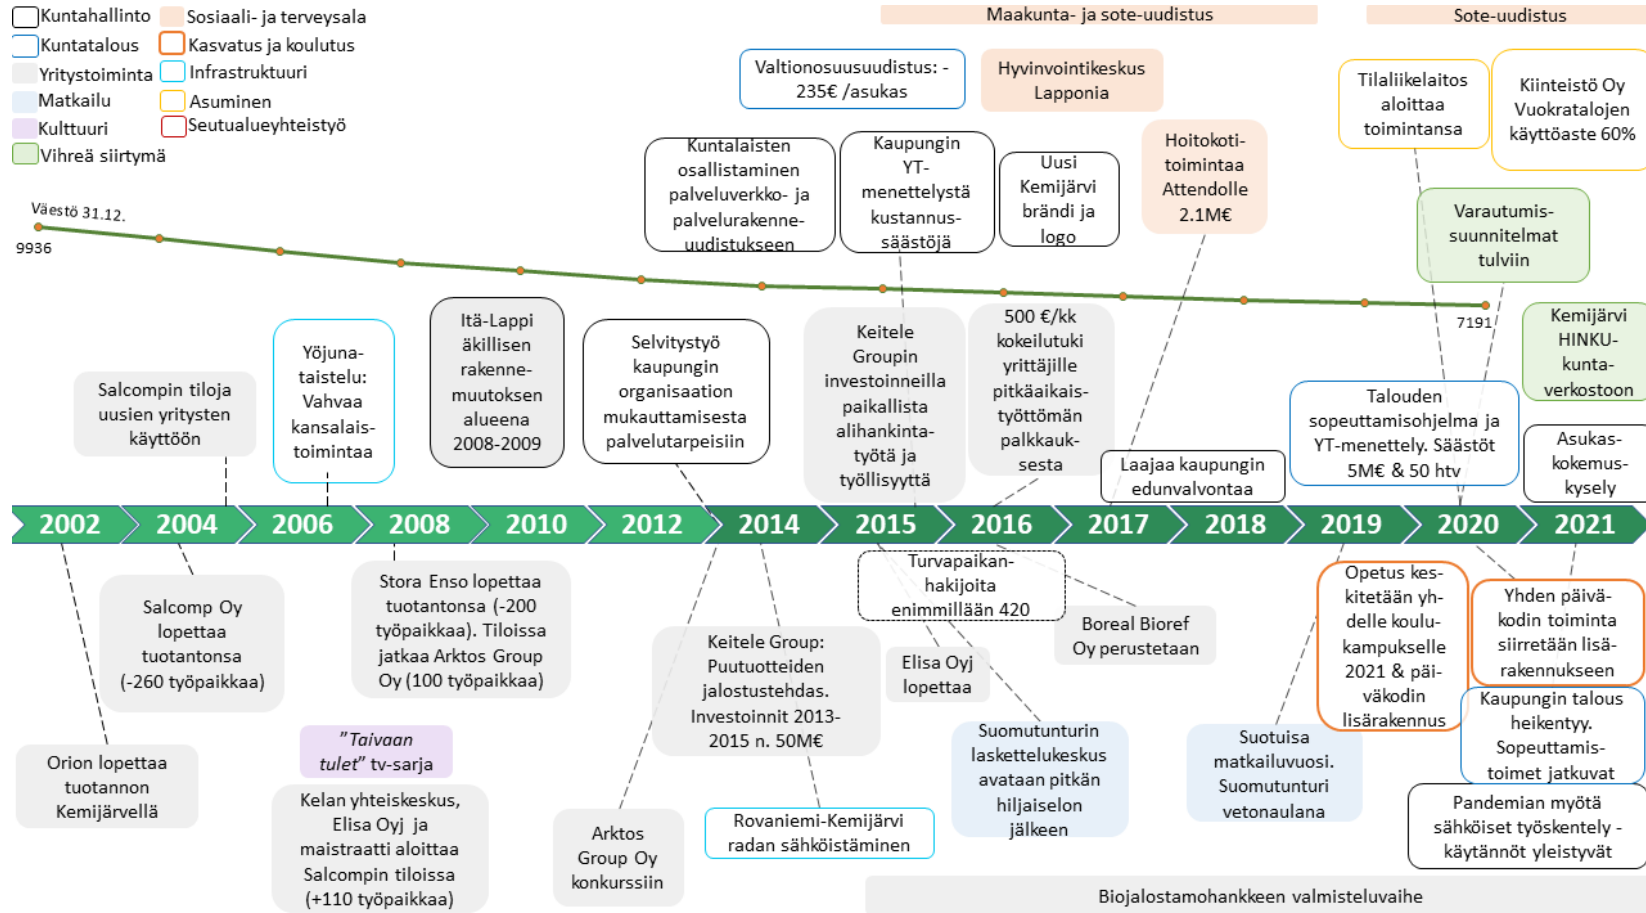 Kuntahallinto
Sosiaali- ja terveysala
Kuntatalous
Kasvatus ja koulutus
Yritystoiminta
Infrastruktuuri
Matkailu
Asuminen
Kulttuuri
Seutualueyhteistyö
Vihreä siirtymä
Maakunta- ja sote-uudistus
Sote-uudistus
Valtionosuusuudistus: -
235€ /asukas
Hyvinvointikeskus
Lapponia
Tilaliikelaitos
aloittaa
toimintansa
Kiinteistö Oy
Vuokratalojen
käyttöaste 60%
Kuntalaisten
osallistaminen
palveluverkko- ja
palvelurakenne-
uudistukseen
Kaupungin
YT-
menettelystä
kustannus-
säästöjä
Uusi
Kemijärvi
brändi ja
logo
Hoitokoti-
toimintaa
Attendolle
2.1M€
Varautumis-
suunnitelmat
tulviin
Väestö 31.12.
9936
7191
Salcompin tiloja
uusien yritysten
käyttöön
Yöjuna-
taistelu:
Vahvaa
kansalais-
toimintaa
Itä-Lappi
äkillisen
rakenne-
muutoksen
alueena
2008-2009
Selvitystyö
kaupungin
organisaation
mukauttamisesta
palvelutarpeisiin
Keitele
Groupin
investoinneilla
paikallista
alihankinta-
työtä ja
työllisyyttä
500 €/kk
kokeilutuki
yrittäjille
pitkäaikais-
työttömän
palkkauk-
sesta
Laajaa kaupungin
edunvalvontaa
Talouden
sopeuttamisohjelma ja
YT-menettely. Säästöt
5M€ & 50 htv
Kemijärvi
HINKU-
kunta-
verkostoon
Asukas-
kokemus-
kysely
2002
2004
2006
2008
2010
2012
2014
2015
2016
2017
2018
2019
2020
2021
Orion lopettaa
tuotannon
Kemijärvellä
Salcomp Oy
lopettaa
tuotantonsa
(-260 työpaikkaa)
Stora Enso lopettaa
tuotantonsa (-200
työpaikkaa). Tiloissa
jatkaa Arktos Group
Oy (100 työpaikkaa)
”Taivaan
tulet” tv-sarja
Kelan yhteiskeskus,
Elisa Oyj ja
maistraatti aloittaa
Salcompin tiloissa
(+110 työpaikkaa)
Arktos
Group Oy
konkurssiin
Keitele Group:
Puutuotteiden
jalostustehdas.
Investoinnit 2013-
2015 n. 50M€
Rovaniemi-Kemijärvi
radan sähköistäminen
Turvapaikan-
hakijoita
enimmillään 420
Elisa Oyj
lopettaa
Suomutunturin
laskettelukeskus
avataan pitkän
hiljaiselon
jälkeen
Boreal Bioref
Oy perustetaan
Suotuisa
matkailuvuosi.
Suomutunturi
vetonaulana
Opetus kes-
kitetään yh-
delle koulu-
kampukselle
2021 & päi-
väkodin
lisärakennus
Yhden päivä-
kodin toiminta
siirretään lisä-
rakennukseen
Kaupungin talous
heikentyy.
Sopeuttamis-
toimet jatkuvat
Pandemian myötä
sähköiset työskentely -
käytännöt yleistyvät
Biojalostamohankkeen valmisteluvaihe